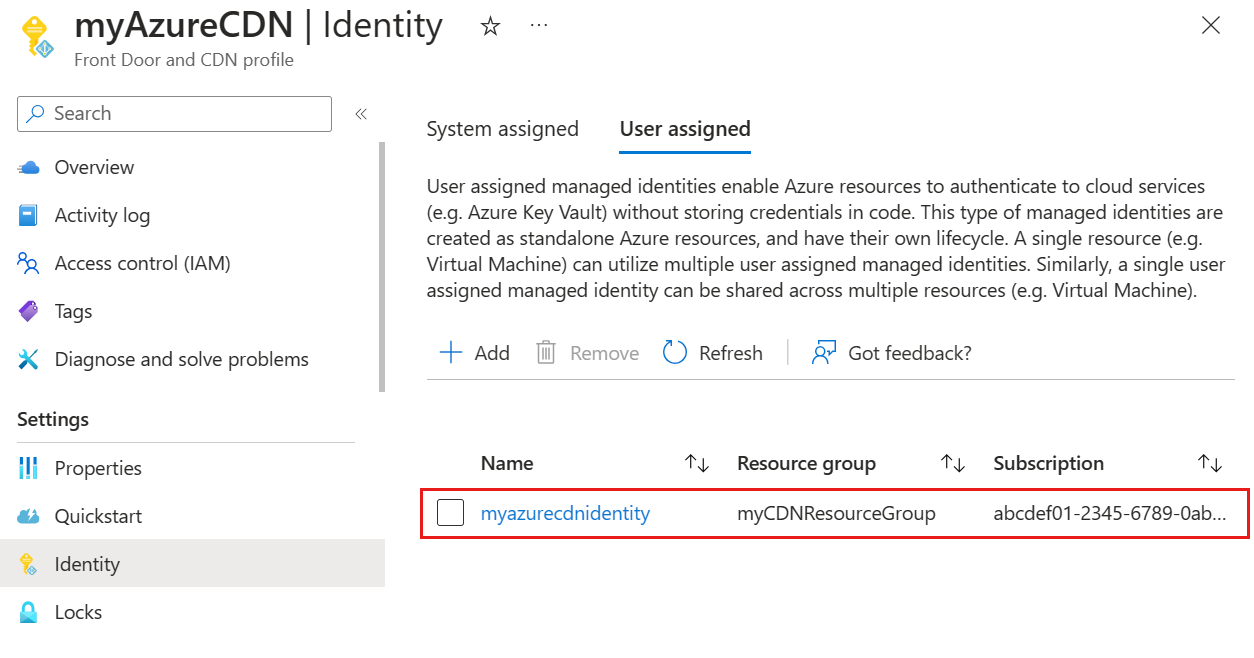 myAzureCDN | Identity
Front Door and CDN profile
Search
Overview
Activity log
Access control (IAM)
Tags
Diagnose and solve problems
Settings
Properties
Quickstart
Identity
Locks
System assigned User assigned
User assigned managed identities enable Azure resources to authenticate to cloud services
(e.g. Azure Key Vault) without storing credentials in code. This type of managed identities are
created as standalone Azure resources, and have their own lifecycle. A single resource (e.g.
Virtual Machine) can utilize multiple user assigned managed identities. Similarly, a single user
assigned managed identity can be shared across multiple resources (e.g. Virtual Machine).
Add Remove Refresh Got feedback?
Name Resource group Subscription
myazurecdnidentity myCDNResourceGroup abcdef01-2345-6789-0ab...